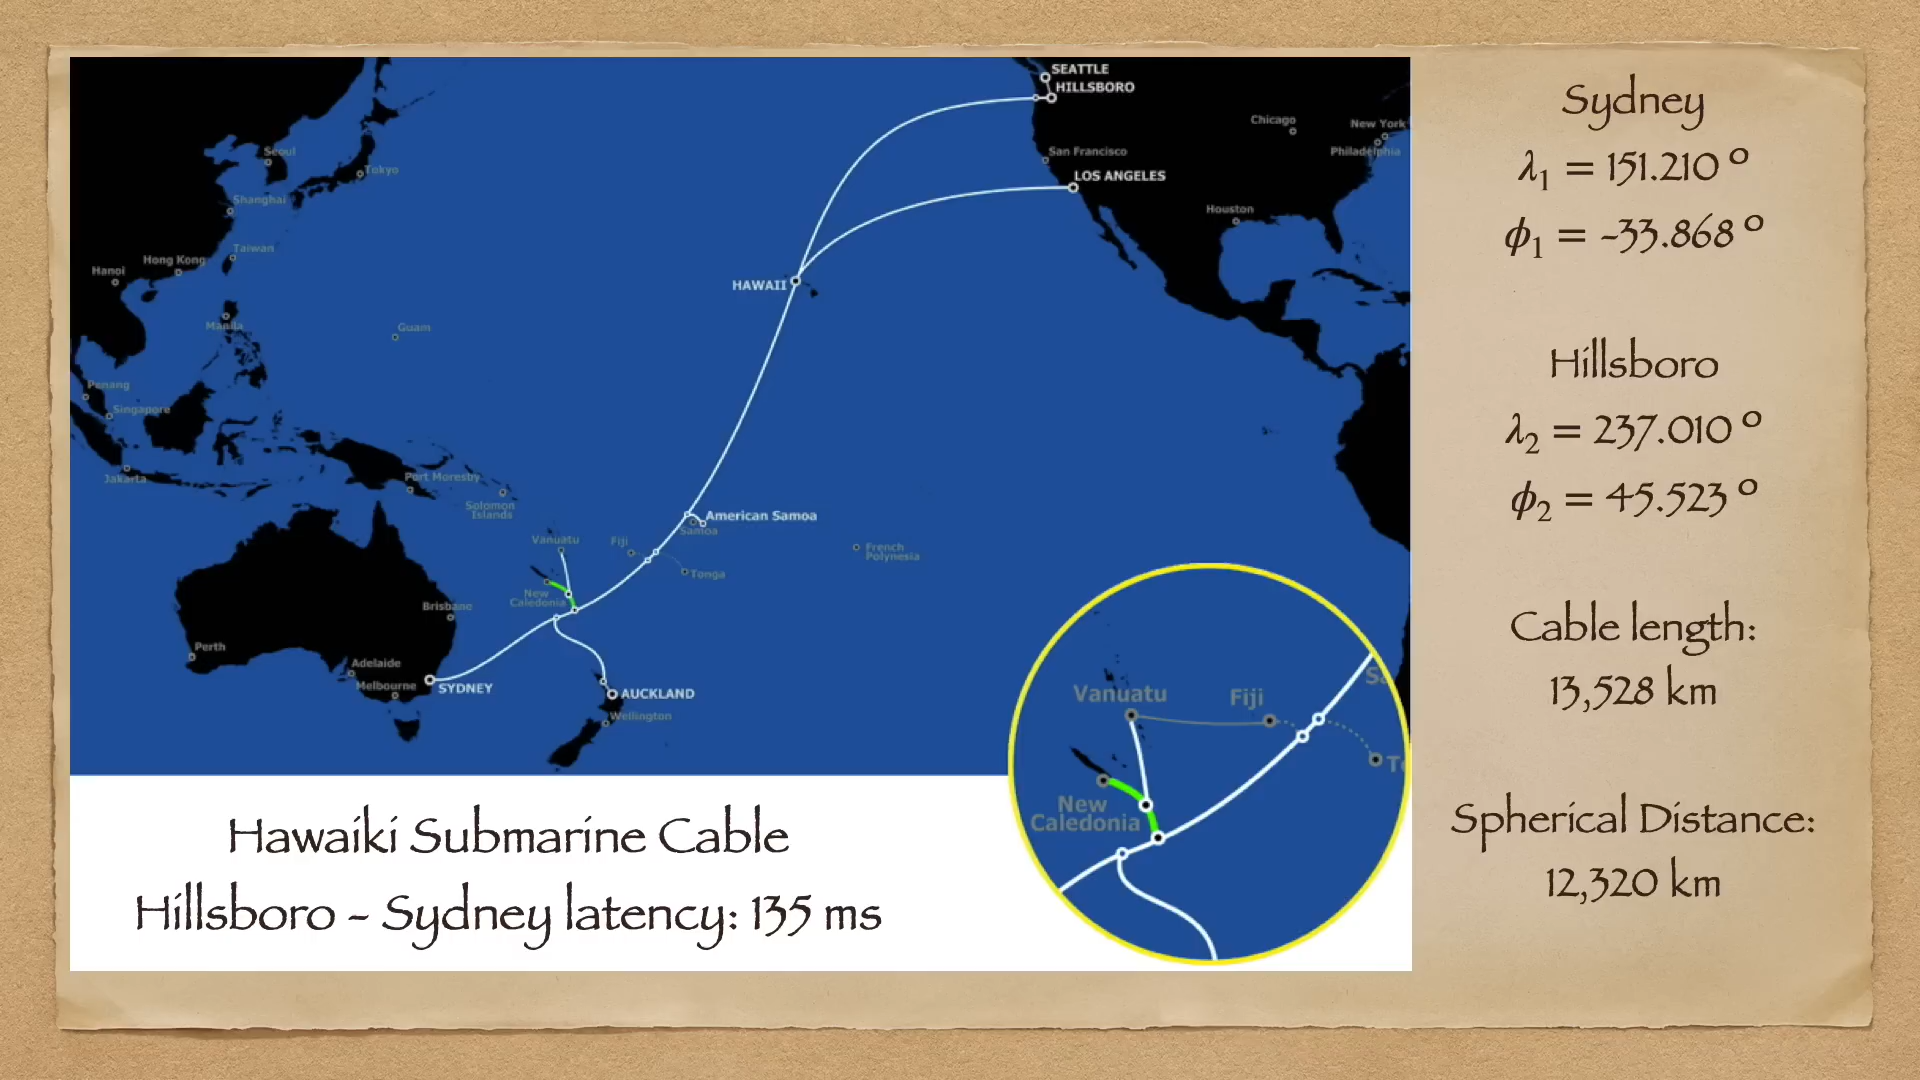 SEATTLE
HILLSBORO
Chicago
New York
Philadelphia
San Francisco
LOS ANGELES
Houston
Seoul
Tokyo
Shanghai
Taiwan
Hong Kong
Hanoi
HAWAII
Manila
Guam
Penang
Singapore
Jakarta
Port Moresby
Solomon
Islands
American Samoa
Samoa
Vanuatu
Fiji
French
Polynesia
Tonga
New
Caledonia
Brisbane
Perth
Adelaide
Melbourne
SYDNEY
AUCKLAND
Wellington
Sa
Vanuatu
Fiji
T
New
Caledonia
Hawaiki Submarine Cable
Hillsboro - Sydney latency: 135 ms
Sydney
λ1 = 151.210 º
ϕ1 = -33.868 º
Hillsboro
λ2 = 237.010 º
ϕ2 = 45.523 º
Cable length:
13,528 km
Spherical Distance:
12,320 km